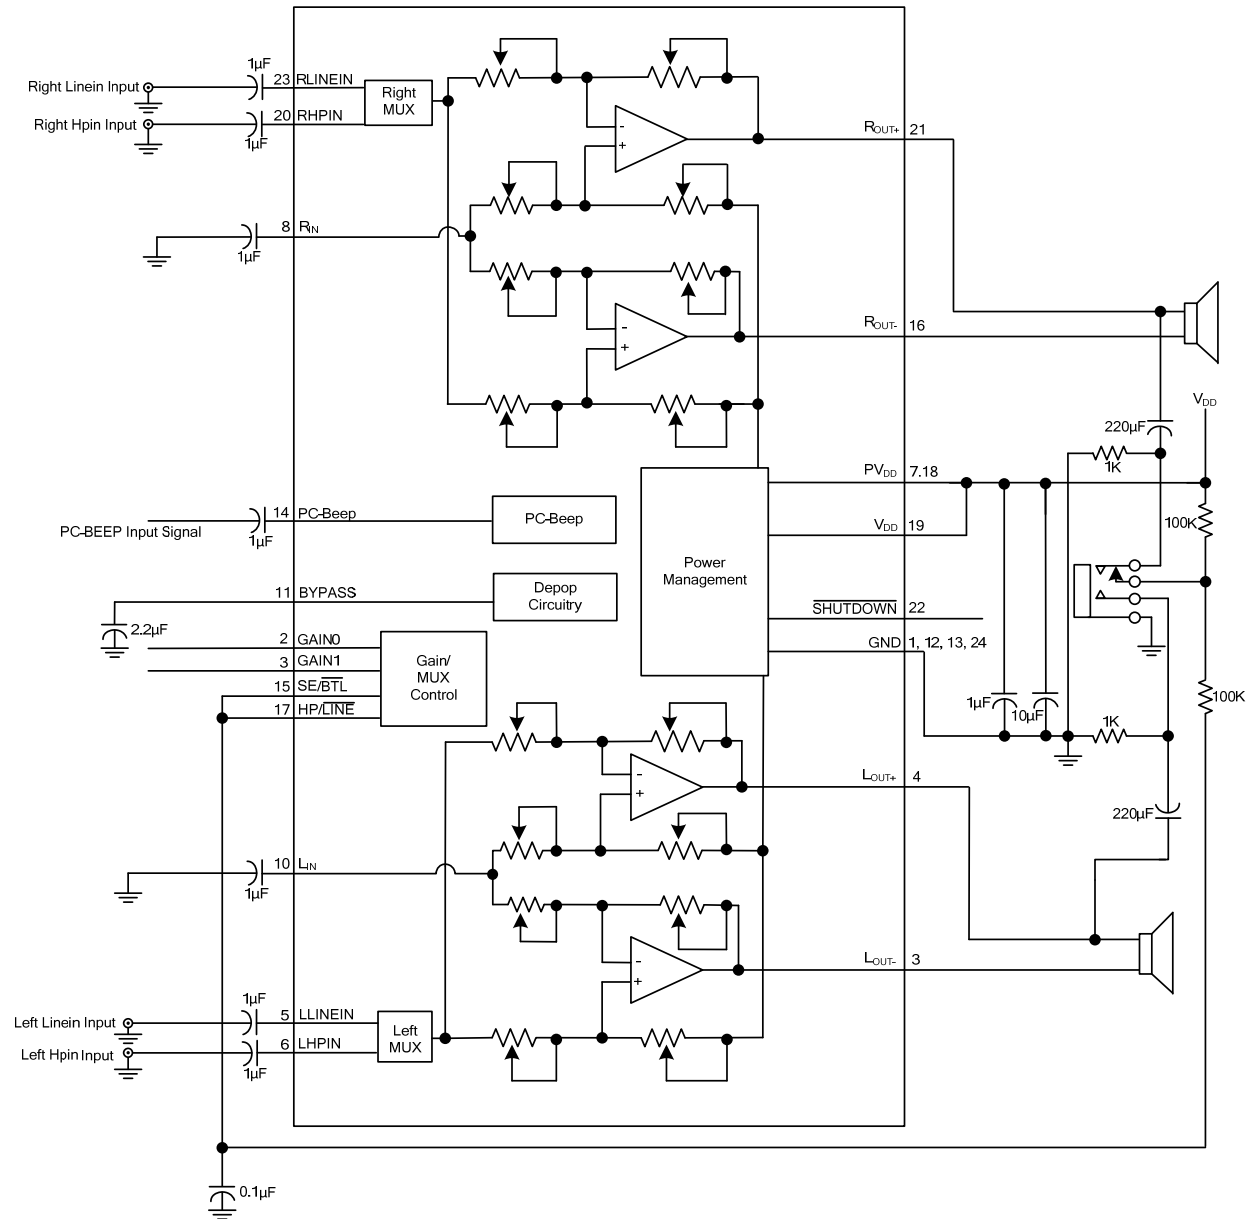 1µF
Right Linein Input
23 RLINEIN
Right
MUX
Right Hpin Input
20 RHPIN
1µF
-
+
ROUT+ 21
8 RIN
1µF
-
+
ROUT- 16
VDD
220µF
1K
PVDD 7.18
14 PC-Beep
PC-Beep
PC-BEEP Input Signal
1µF
VDD 19
100K
Power
Management
11 BYPASS
Depop
Circuitry
2.2µF
SHUTDOWN 22
2 GAIN0
GND 1, 12, 13, 24
3 GAIN1
Gain/
MUX
Control
15 SE/BTL
17 HP/LINE
1µF
10µF
100K
1K
-
+
LOUT+ 4
220µF
10 LIN
1µF
-
+
LOUT- 3
1µF
Left Linein Input
5 LLINEIN
Left
MUX
Left Hpin Input
6 LHPIN
1µF
0.1µF